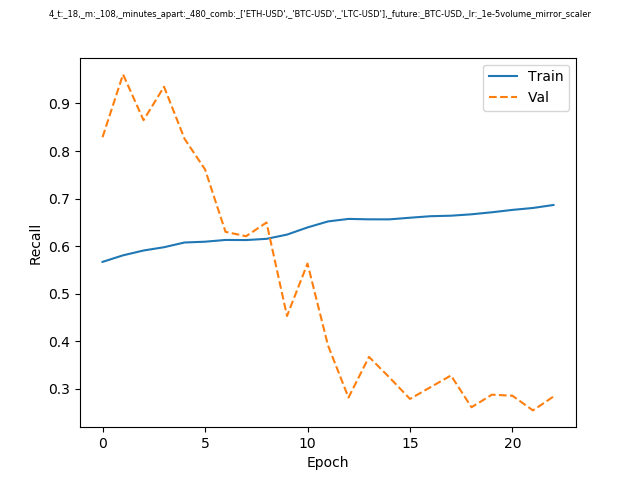 4_t:_18,_m:_108,_minutes_apart:_480_comb:_['ETH-USD',_'BTC-USD',_'LTC-USD'],_future:_BTC-USD,_lr:_1e-5volume_mirror_scaler
Train
Val
0.9
0.8
0.7
0.6
0.5
0.4
0.3
Recall
0 5 10 15 20
Epoch